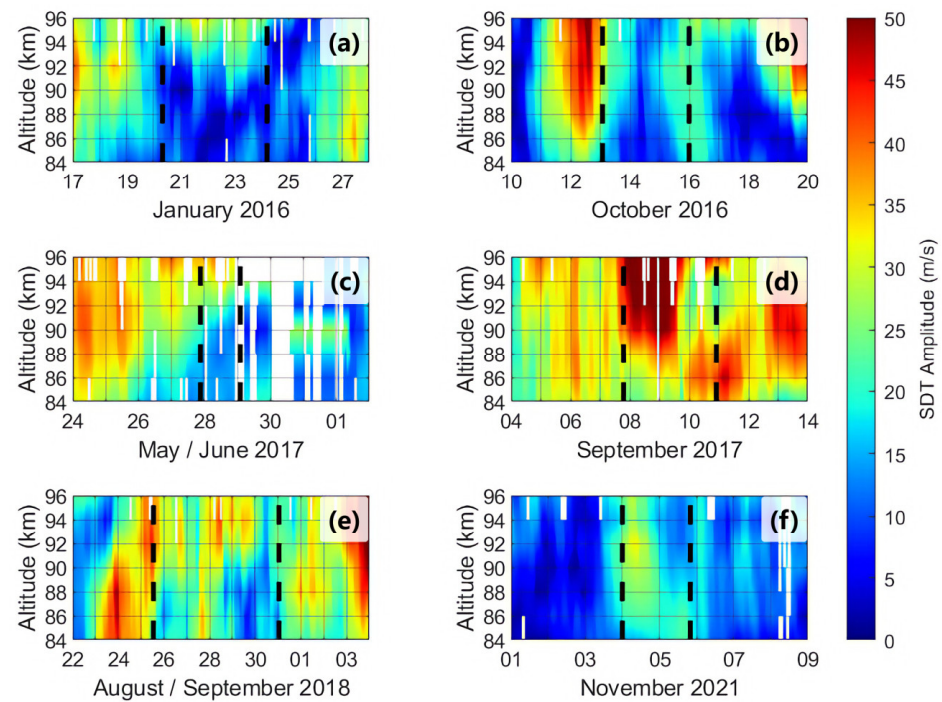 96
94
92
90
88
86
84
Altitude (km)
(a)
17 19 21 23 25 27
January 2016
96
94
92
90
88
86
84
Altitude (km)
(b)
10 12 14 16 18 20
October 2016
96
94
92
90
88
86
84
Altitude (km)
(c)
24 26 28 30 01
May / June 2017
96
94
92
90
88
86
84
Altitude (km)
(d)
04 06 08 10 12 14
September 2017
96
94
92
90
88
86
84
Altitude (km)
(e)
22 24 26 28 30 01 03
August / September 2018
96
94
92
90
88
86
84
Altitude (km)
(f)
01 03 05 07 09
November 2021
50
45
40
35
30
25
20
15
10
5
0
SDT Amplitude (m/s)